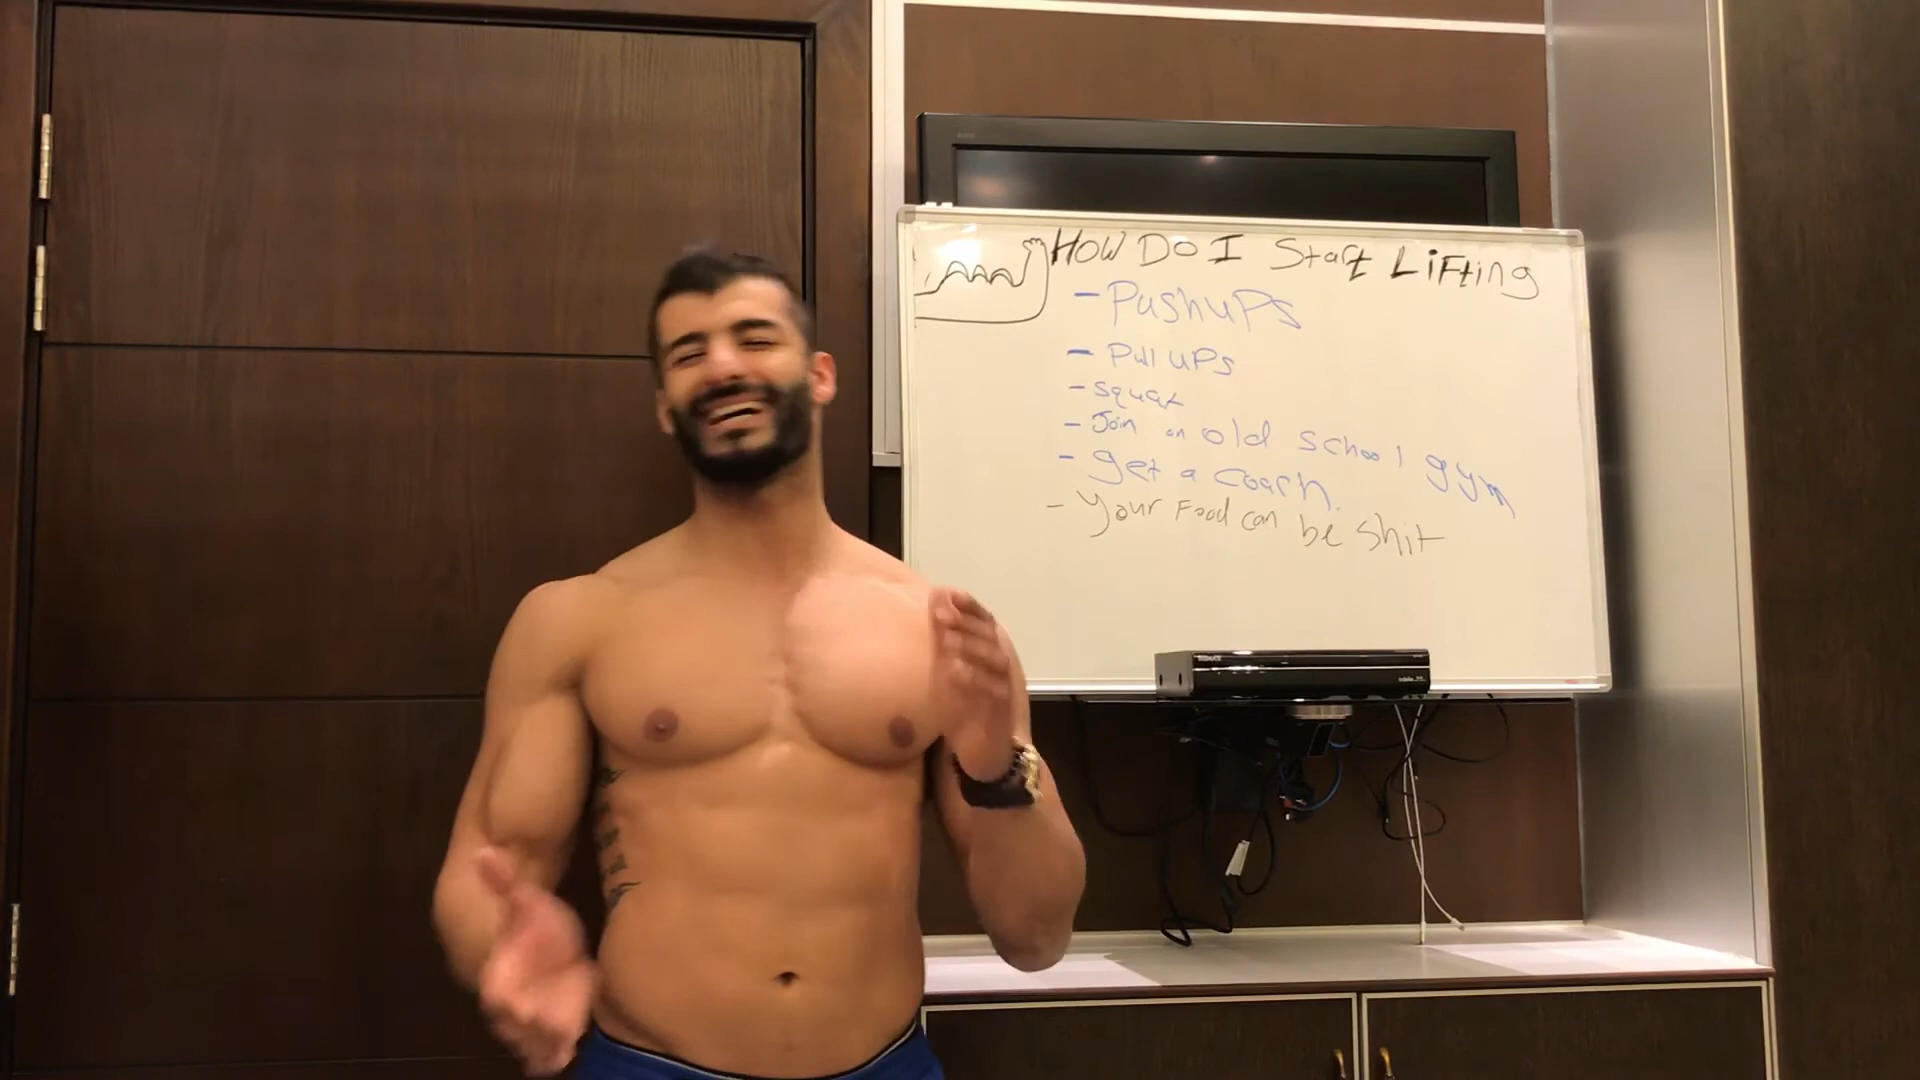 HOW DO I Start LiFting
- PushuPs
- Pull uPs
- squat
- Join an old school gym
- get a coach.
- Your Food can be shit